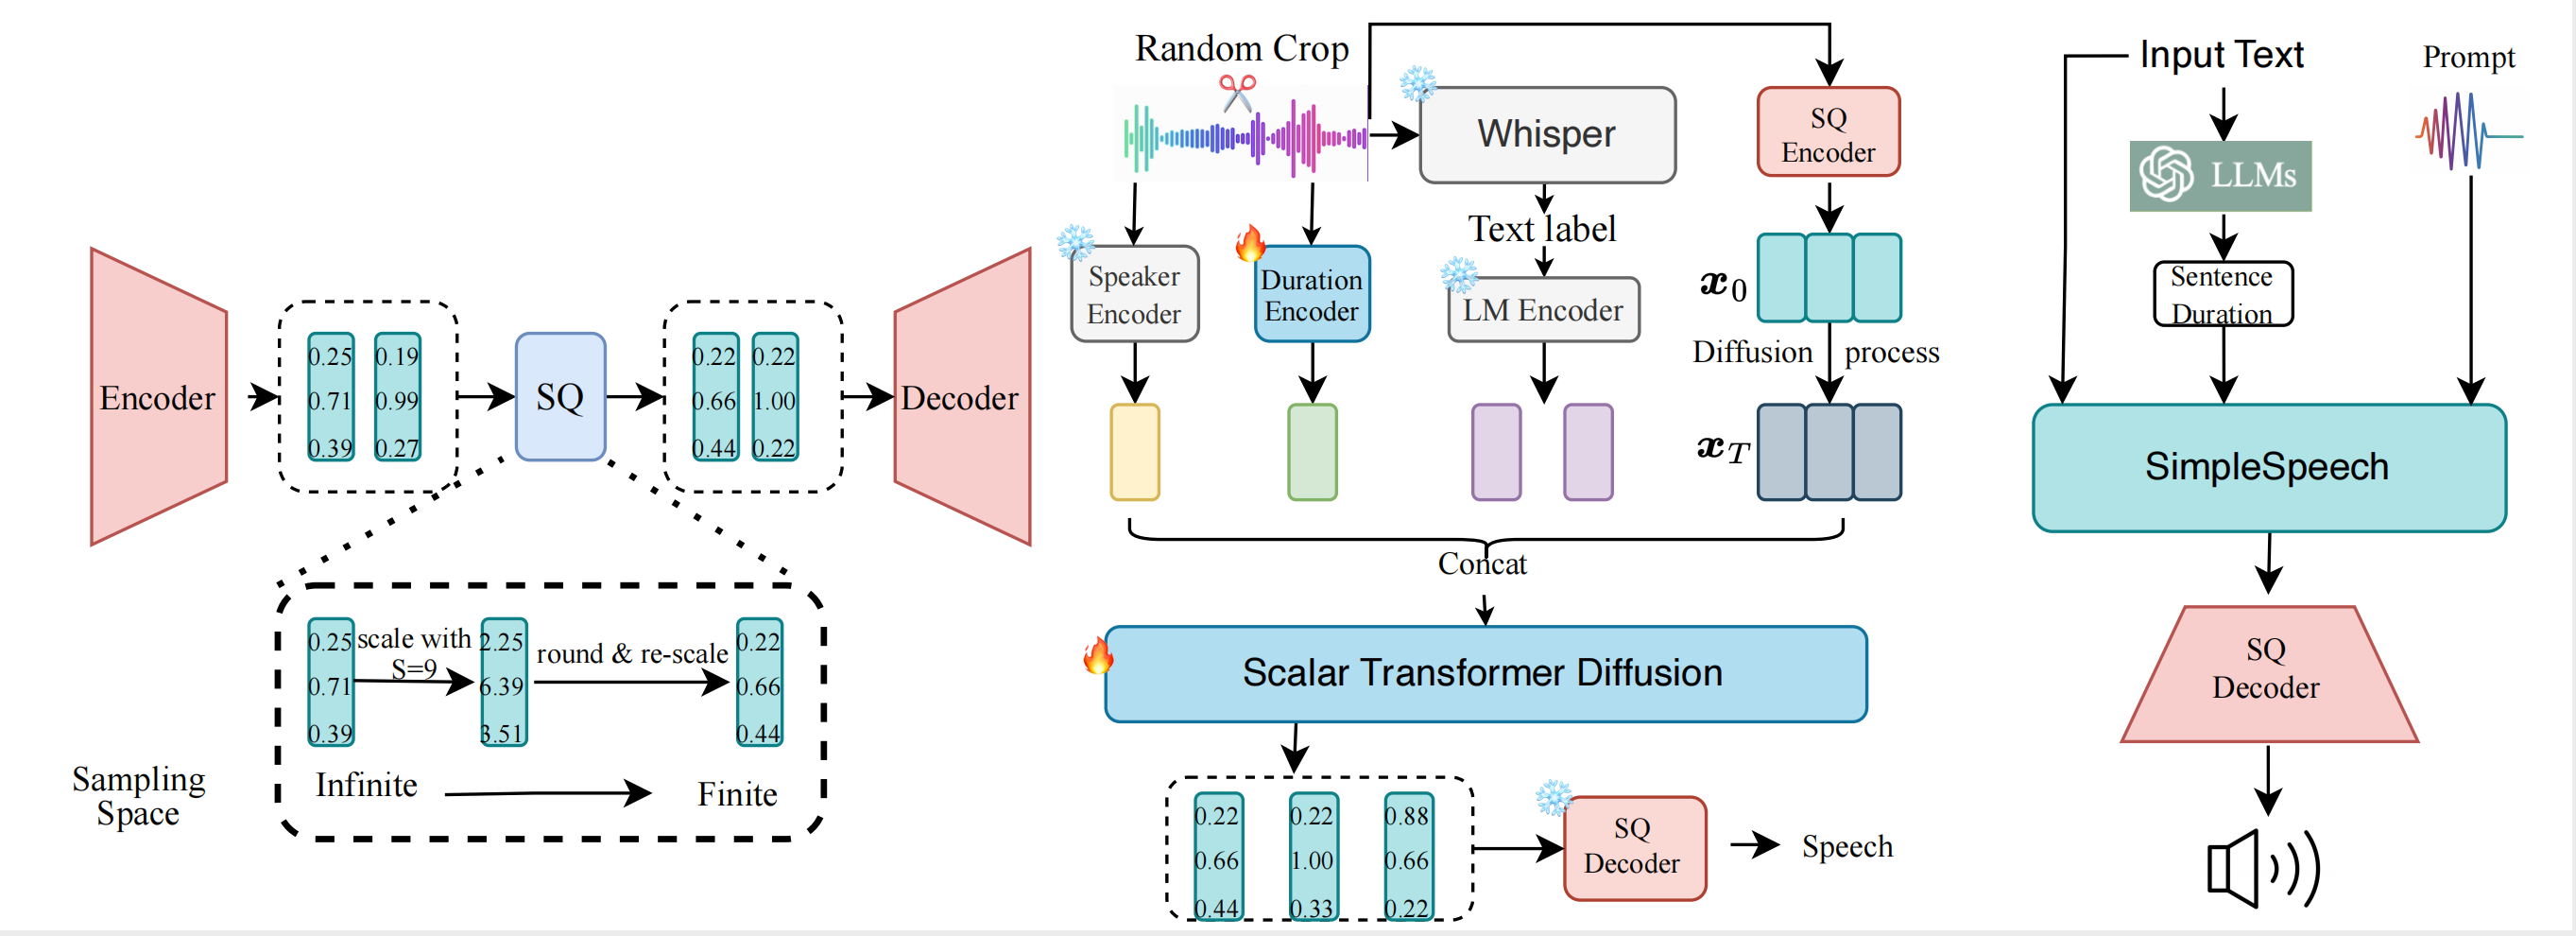 Encoder
0.25 0.19
0.71 0.99
0.39 0.27
SQ
0.22 0.22
0.66 1.00
0.44 0.22
Decoder
0.25
0.71
0.39
scale with
S=9
2.25
6.39
3.51
round & re-scale
0.22
0.66
0.44
Infinite
Finite
Sampling
Space
Random Crop
Whisper
SQ
Encoder
Text label
Speaker
Encoder
Duration
Encoder
LM Encoder
x0
Diffusion process
xT
Concat
Scalar Transformer Diffusion
0.22 0.22 0.88
0.66 1.00 0.66
0.44 0.33 0.22
SQ
Decoder
Speech
Input Text
Prompt
LLMs
Sentence
Duration
SimpleSpeech
SQ
Decoder